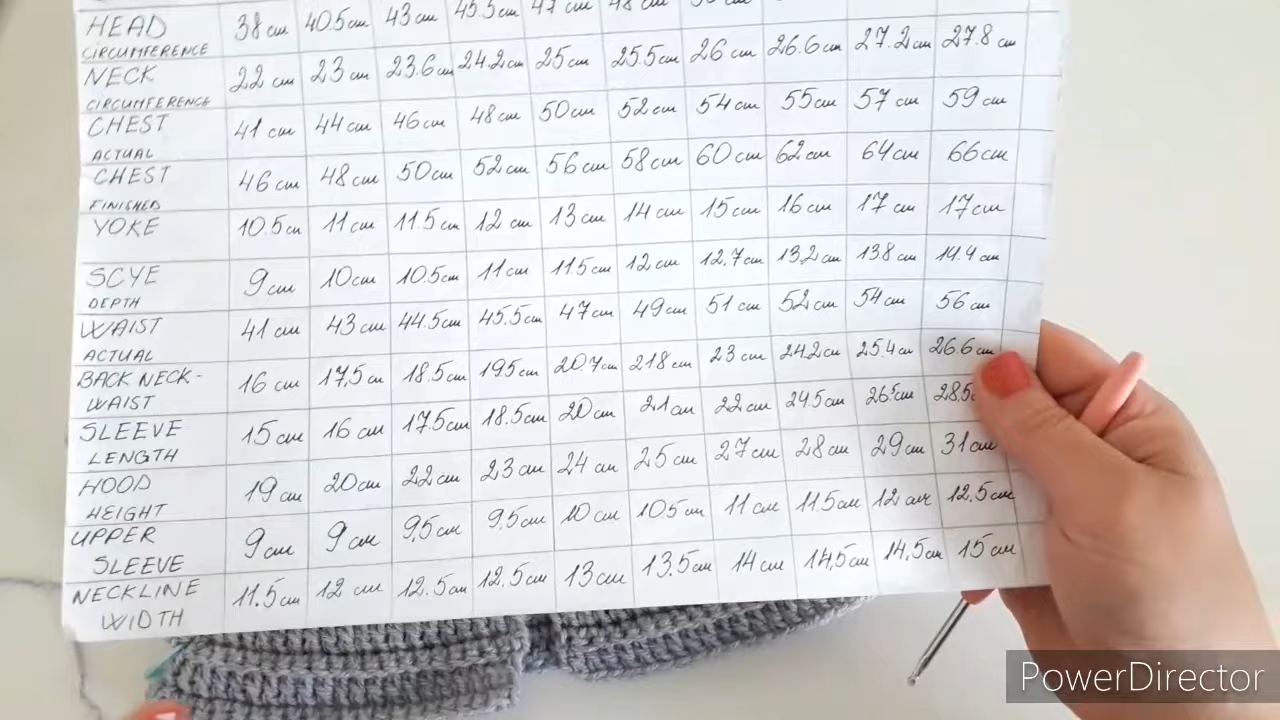 HEAD 38 cm 40.5 cm 43 cm 45.5 cm 47 cm 48 cm
CIRCUMFERENCE
NECK 22 cm 23 cm 23.6 cm 24.2 cm 25 cm 25.5 cm 26 cm 26.6 cm 27.2 cm 27.8 cm
CIRCUMFERENCE
CHEST 41 cm 44 cm 46 cm 48 cm 50 cm 52 cm 54 cm 55 cm 57 cm 59 cm
ACTUAL
CHEST 46 cm 48 cm 50 cm 52 cm 56 cm 58 cm 60 cm 62 cm 64 cm 66 cm
FINISHED
YOKE 10.5 cm 11 cm 11.5 cm 12 cm 13 cm 14 cm 15 cm 16 cm 17 cm 17 cm
SCYE 9 cm 10 cm 10.5 cm 11 cm 11.5 cm 12 cm 12.7 cm 13.2 cm 13.8 cm 14.4 cm
DEPTH
WAIST 41 cm 43 cm 44.5 cm 45.5 cm 47 cm 49 cm 51 cm 52 cm 54 cm 56 cm
ACTUAL
BACK NECK- 16 cm 17.5 cm 18.5 cm 19.5 cm 20.7 cm 21.8 cm 23 cm 24.2 cm 25.4 cm 26.6 cm
WAIST
SLEEVE 15 cm 16 cm 17.5 cm 18.5 cm 20 cm 21 cm 22 cm 24.5 cm 26.5 cm 28.5
LENGTH
HOOD 19 cm 20 cm 22 cm 23 cm 24 cm 25 cm 27 cm 28 cm 29 cm 31 cm
HEIGHT
UPPER 9 cm 9 cm 9.5 cm 9.5 cm 10 cm 10.5 cm 11 cm 11.5 cm 12 cm 12.5 cm
SLEEVE
NECKLINE 11.5 cm 12 cm 12.5 cm 12.5 cm 13 cm 13.5 cm 14 cm 14.5 cm 14.5 cm 15 cm
WIDTH
PowerDirector